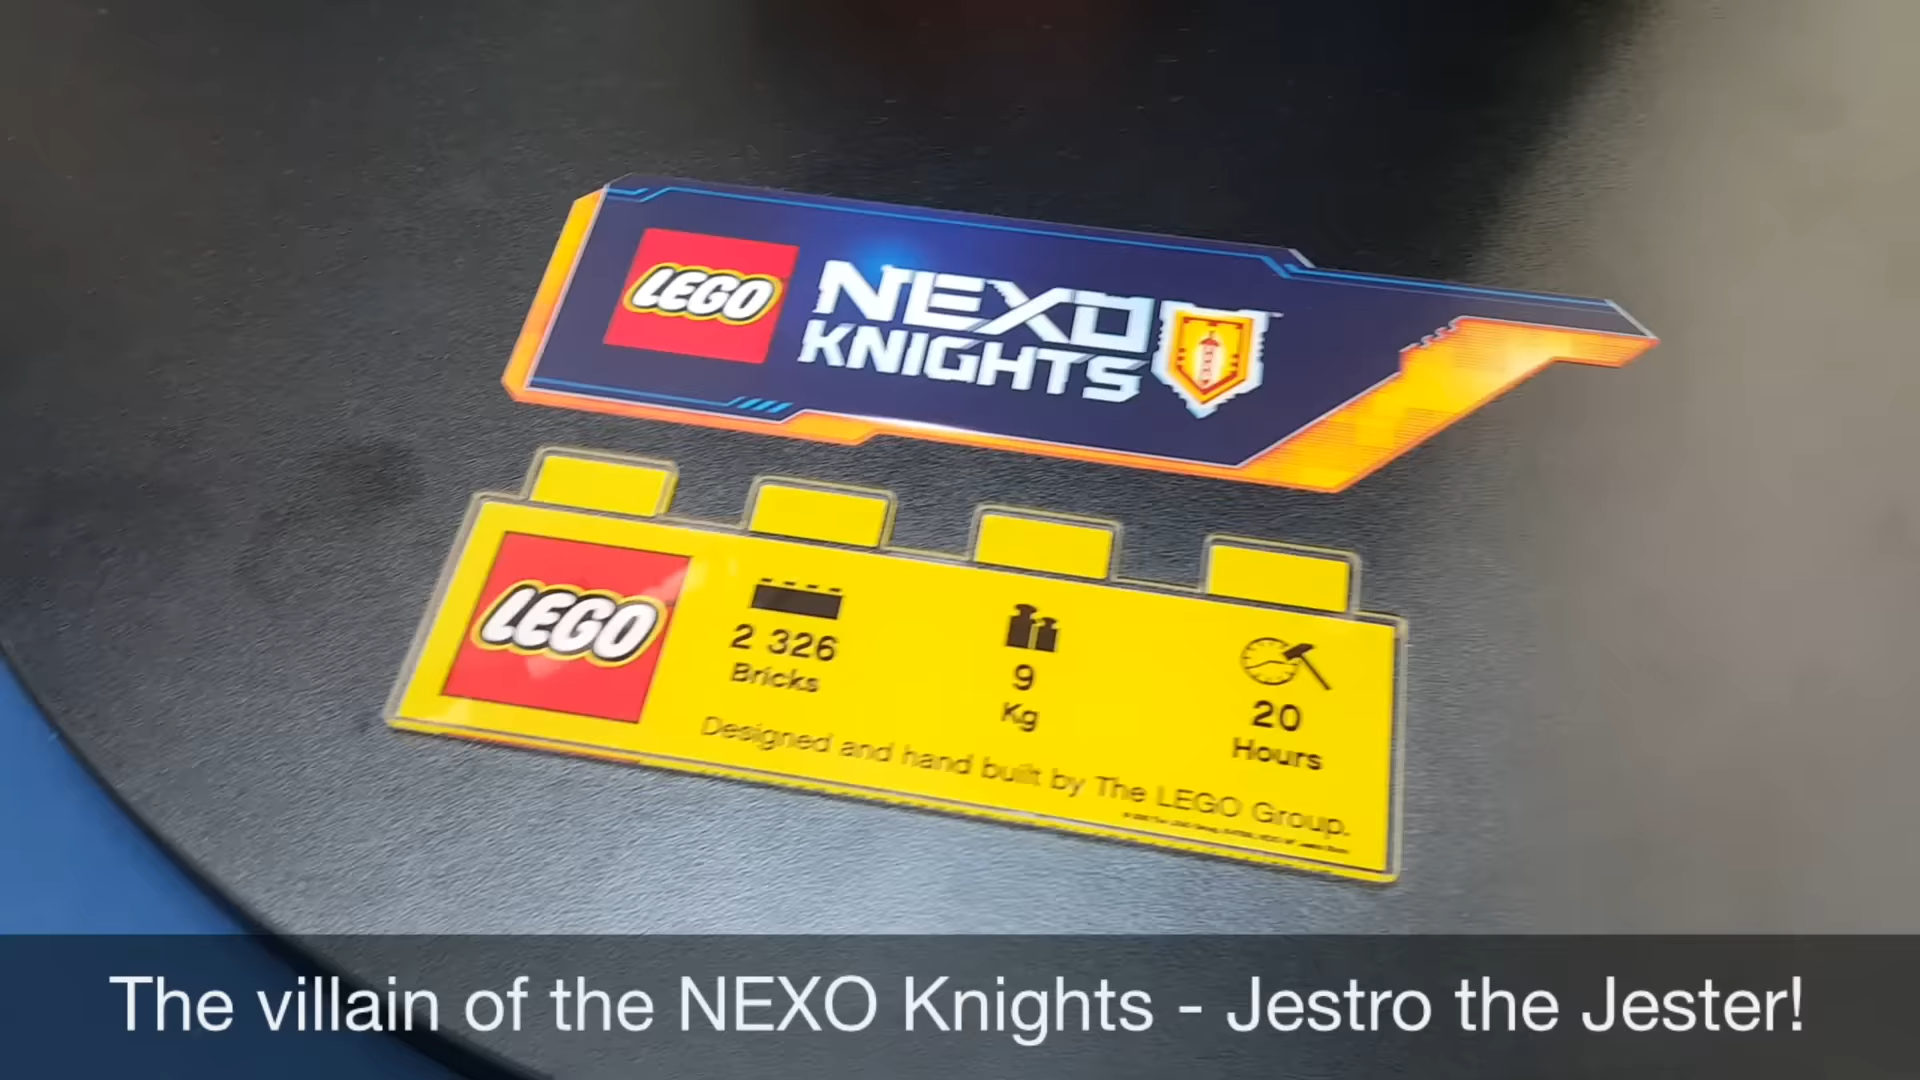 LEGO
NEXO
KNIGHTS
LEGO
2 326
Bricks
9
Kg
20
Hours
Designed and hand built by The LEGO Group.
The villain of the NEXO Knights - Jestro the Jester!